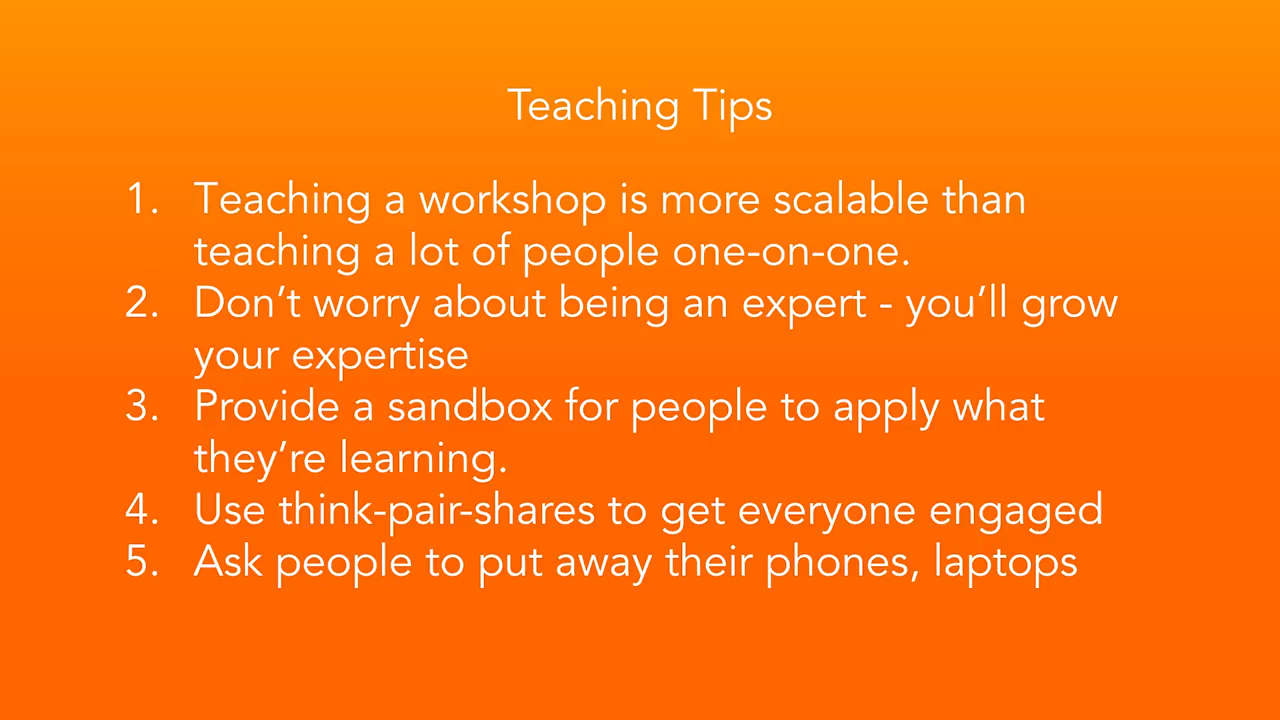 Teaching Tips
1. Teaching a workshop is more scalable than
teaching a lot of people one-on-one.
2. Don’t worry about being an expert - you’ll grow
your expertise
3. Provide a sandbox for people to apply what
they’re learning.
4. Use think-pair-shares to get everyone engaged
5. Ask people to put away their phones, laptops